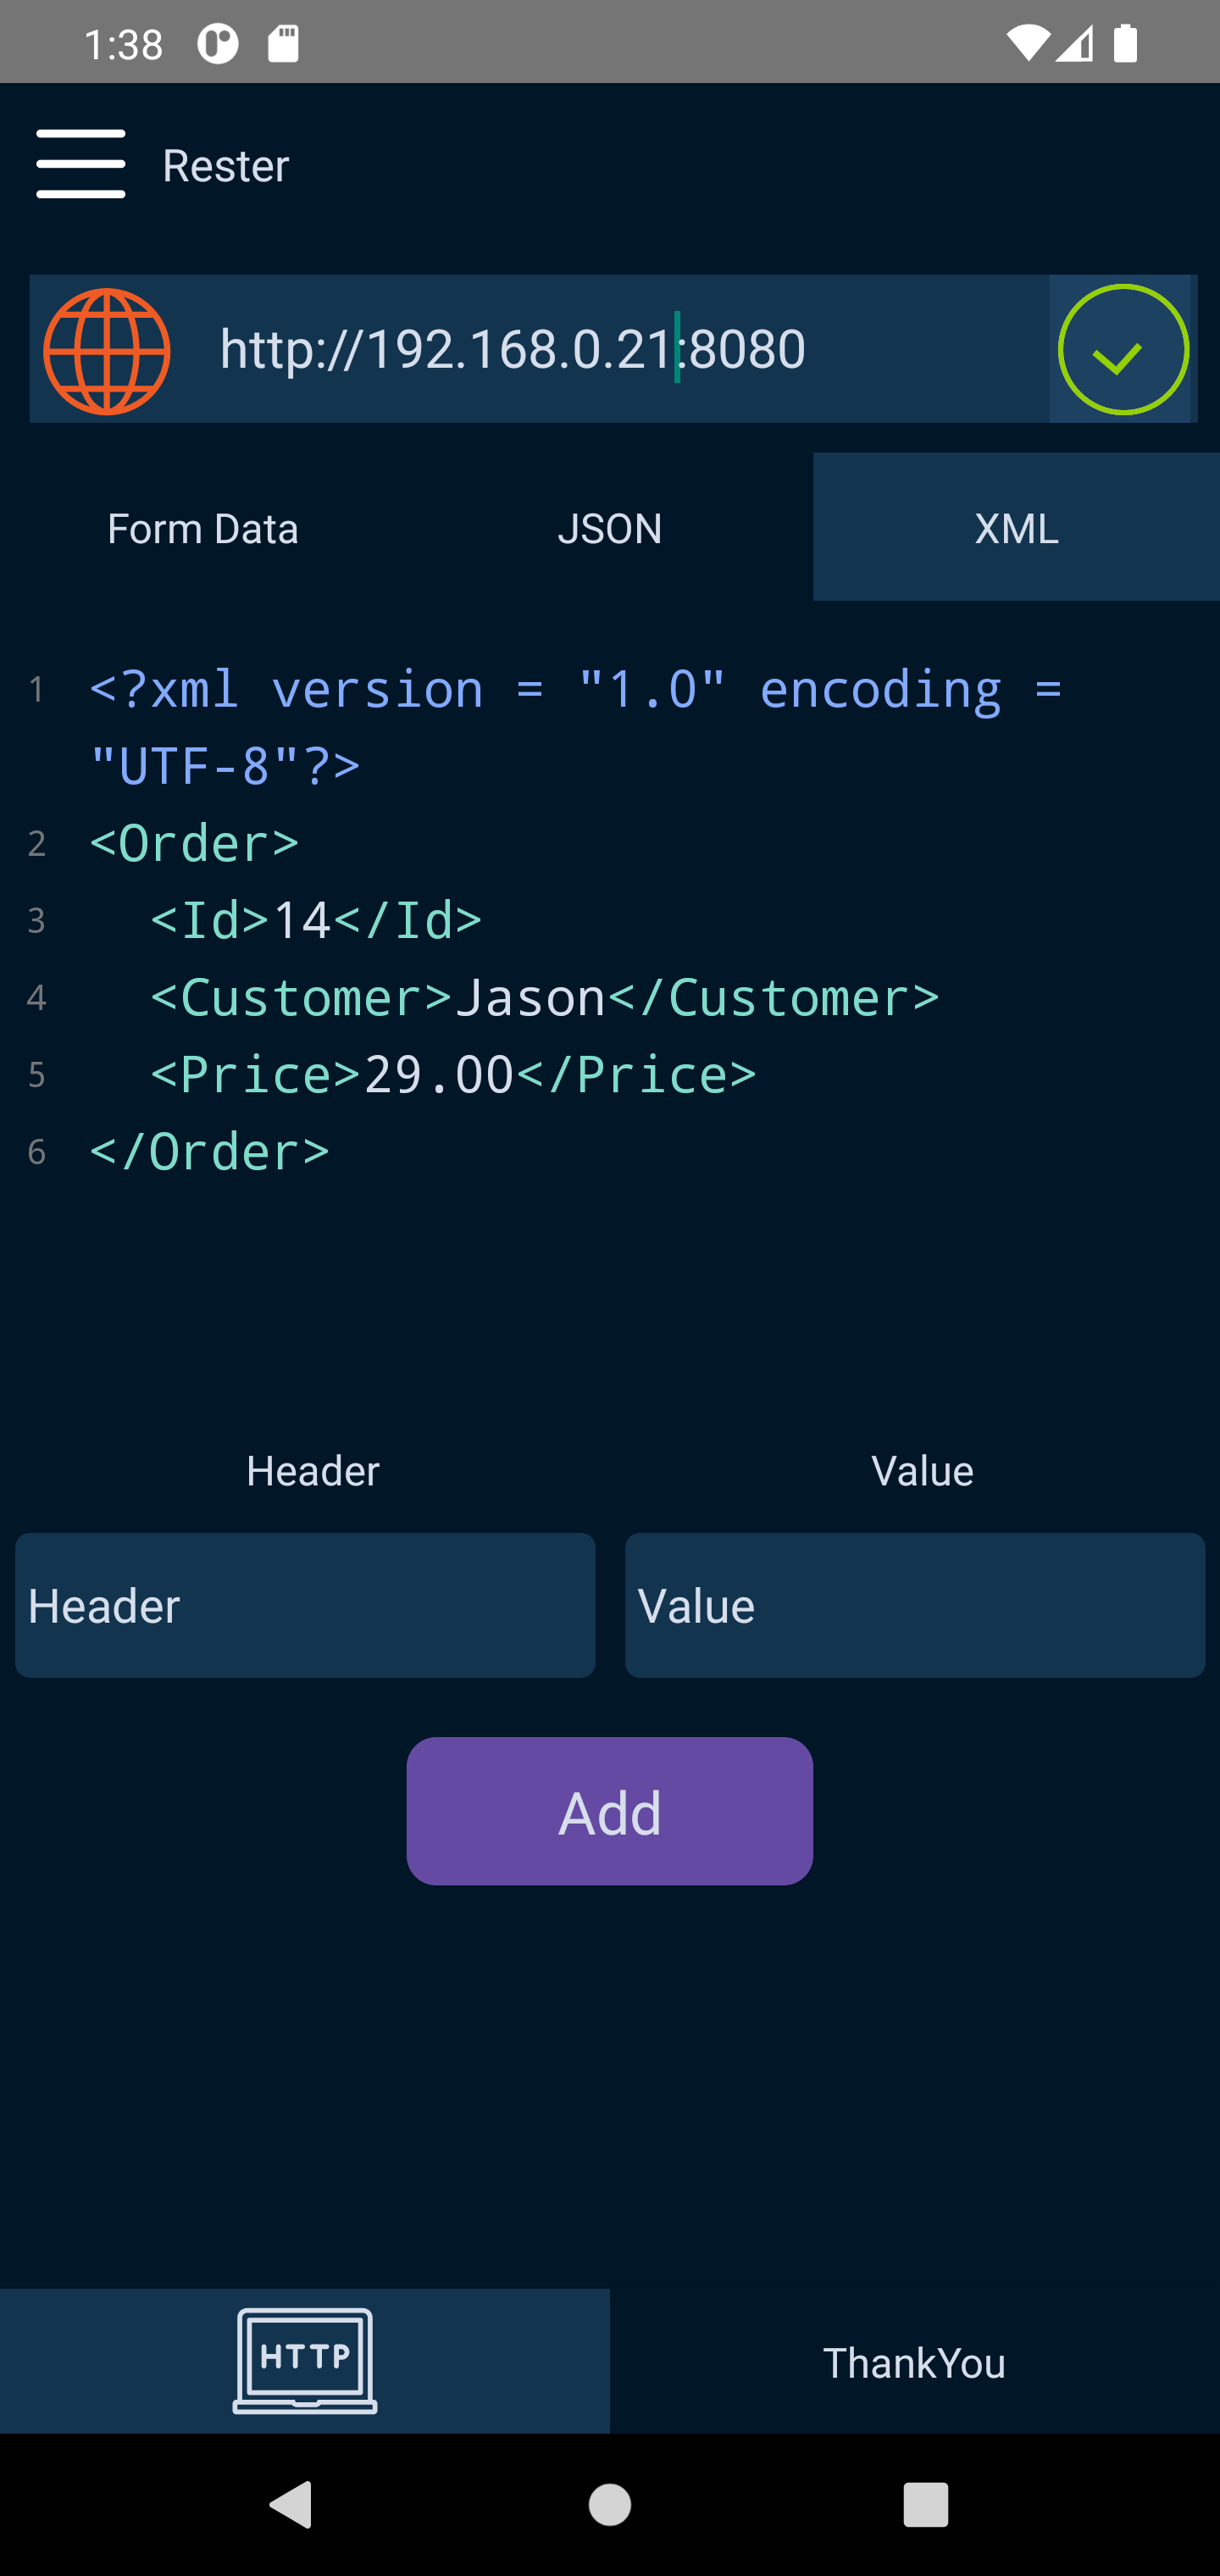 1:38
Rester
http://192.168.0.21:8080
Form Data JSON XML
1 <?xml version = "1.0" encoding =
"UTF-8"?>
2 <Order>
3 <Id>14</Id>
4 <Customer>Jason</Customer>
5 <Price>29.00</Price>
6 </Order>
Header Value
Header Value
Add
HTTP ThankYou